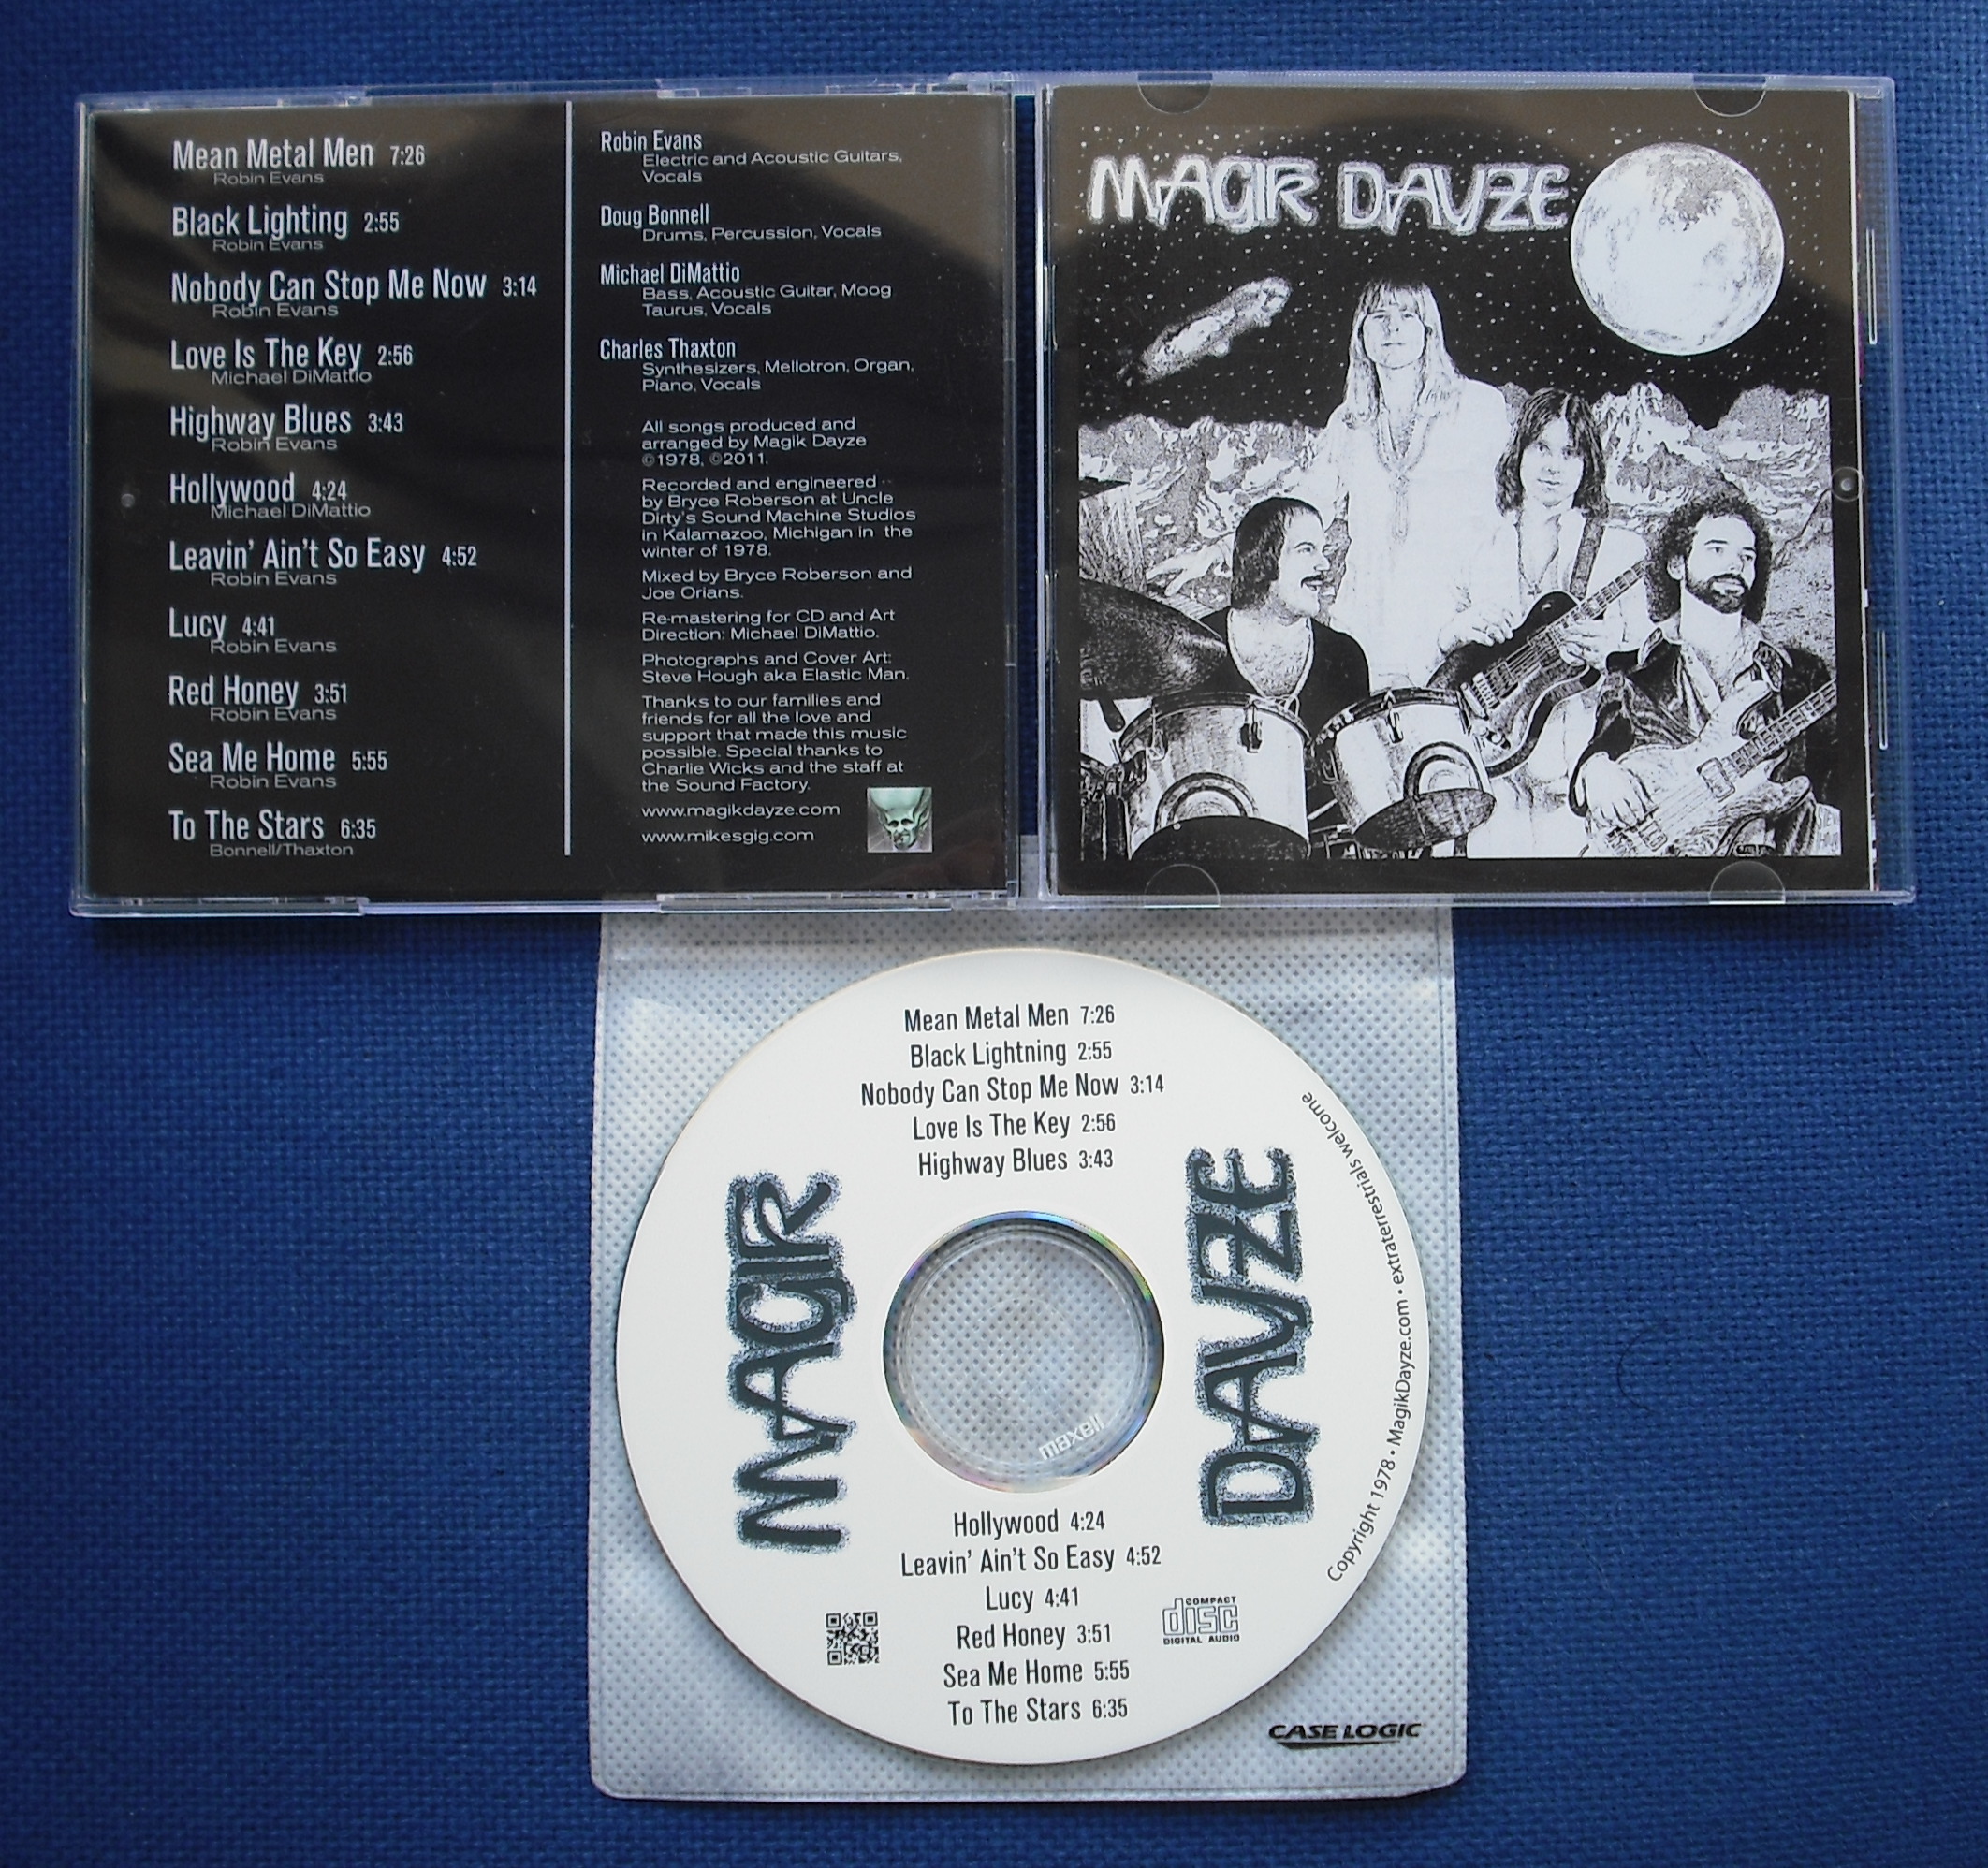 Mean Metal Men 7:26
Robin Evans
Black Lighting 2:55
Robin Evans
Nobody Can Stop Me Now 3:14
Robin Evans
Love Is The Key 2:56
Michael DiMattio
Highway Blues 3:43
Robin Evans
Hollywood 4:24
Michael DiMattio
Leavin' Ain't So Easy 4:52
Robin Evans
Lucy 4:41
Robin Evans
Red Honey 3:51
Robin Evans
Sea Me Home 5:55
Robin Evans
To The Stars 6:35
Bonnell/Thaxton
Robin Evans
Electric and Acoustic Guitars,
Vocals
Doug Bonnell
Drums, Percussion, Vocals
Michael DiMattio
Bass, Acoustic Guitar, Moog
Taurus, Vocals
Charles Thaxton
Synthesizers, Mellotron, Organ,
Piano, Vocals
All songs produced and
arranged by Magik Dayze
©1978, ©2011.
Recorded and engineered
by Bryce Roberson at Uncle
Dirty's Sound Machine Studios
in Kalamazoo, Michigan in the
winter of 1978.
Mixed by Bryce Roberson and
Joe Orians.
Re-mastering for CD and Art
Direction: Michael DiMattio.
Photographs and Cover Art:
Steve Hough aka Elastic Man.
Thanks to our families and
friends for all the love and
support that made this music
possible. Special thanks to
Charlie Wicks and the staff at
the Sound Factory.
www.magikdayze.com
www.mikesgig.com
MAGIK DAYZE
Mean Metal Men 7:26
Black Lightning 2:55
Nobody Can Stop Me Now 3:14
Love Is The Key 2:56
Highway Blues 3:43
MAGIK
DAYZE
maxell
Hollywood 4:24
Leavin' Ain't So Easy 4:52
Lucy 4:41
Red Honey 3:51
Sea Me Home 5:55
To The Stars 6:35
COMPACT
disc
DIGITAL AUDIO
Copyright 1978 • MagikDayze.com • extraterrestrials welcome
CASE LOGIC